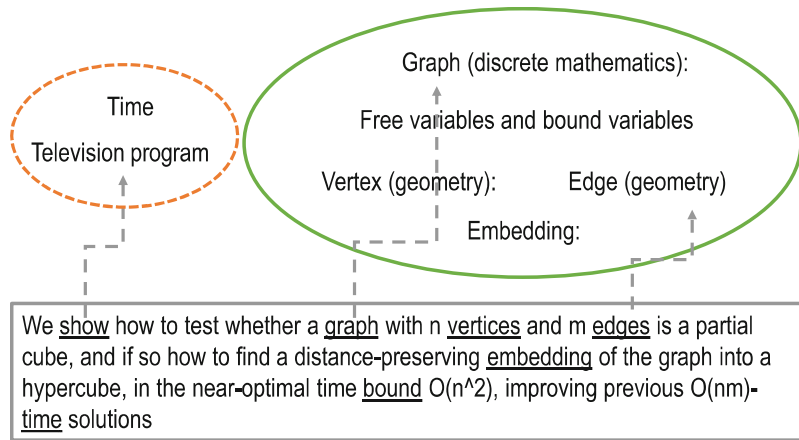 Time
Television program
Graph (discrete mathematics):
Free variables and bound variables
Vertex (geometry):
Edge (geometry)
Embedding:
We show how to test whether a graph with n vertices and m edges is a partial
cube, and if so how to find a distance-preserving embedding of the graph into a
hypercube, in the near-optimal time bound O(n^2), improving previous O(nm)-
time solutions